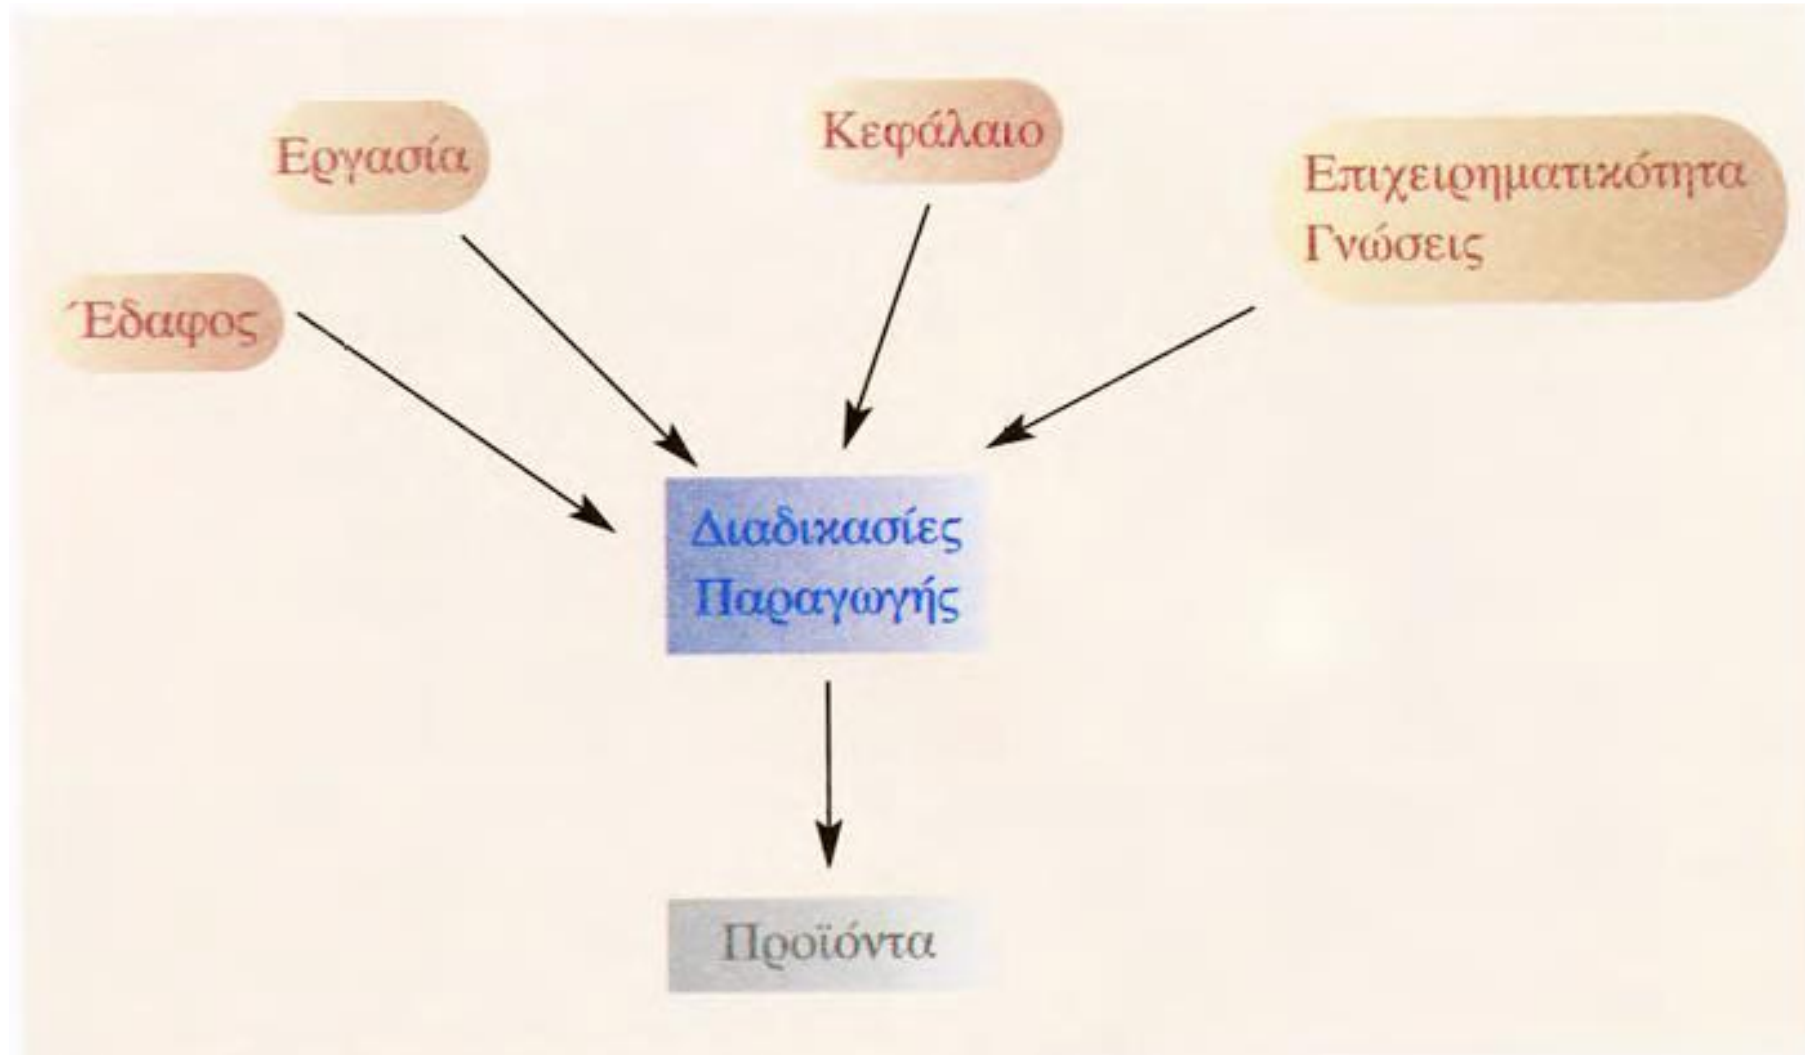 Εργασία
Κεφάλαιο
Επιχειρηματικότητα
Γνώσεις
Έδαφος
Διαδικασίες
Παραγωγής
Προϊόντα